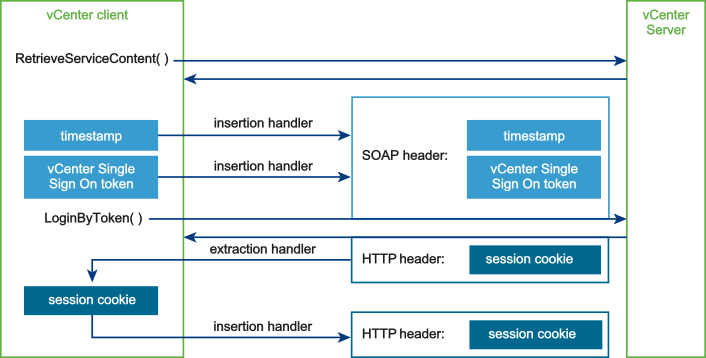 vCenter client
vCenter
Server
RetrieveServiceContent( )
insertion handler
timestamp
SOAP header:
timestamp
insertion handler
vCenter Single
Sign On token
vCenter Single
Sign On token
LoginByToken( )
extraction handler
HTTP header:
session cookie
session cookie
insertion handler
HTTP header:
session cookie